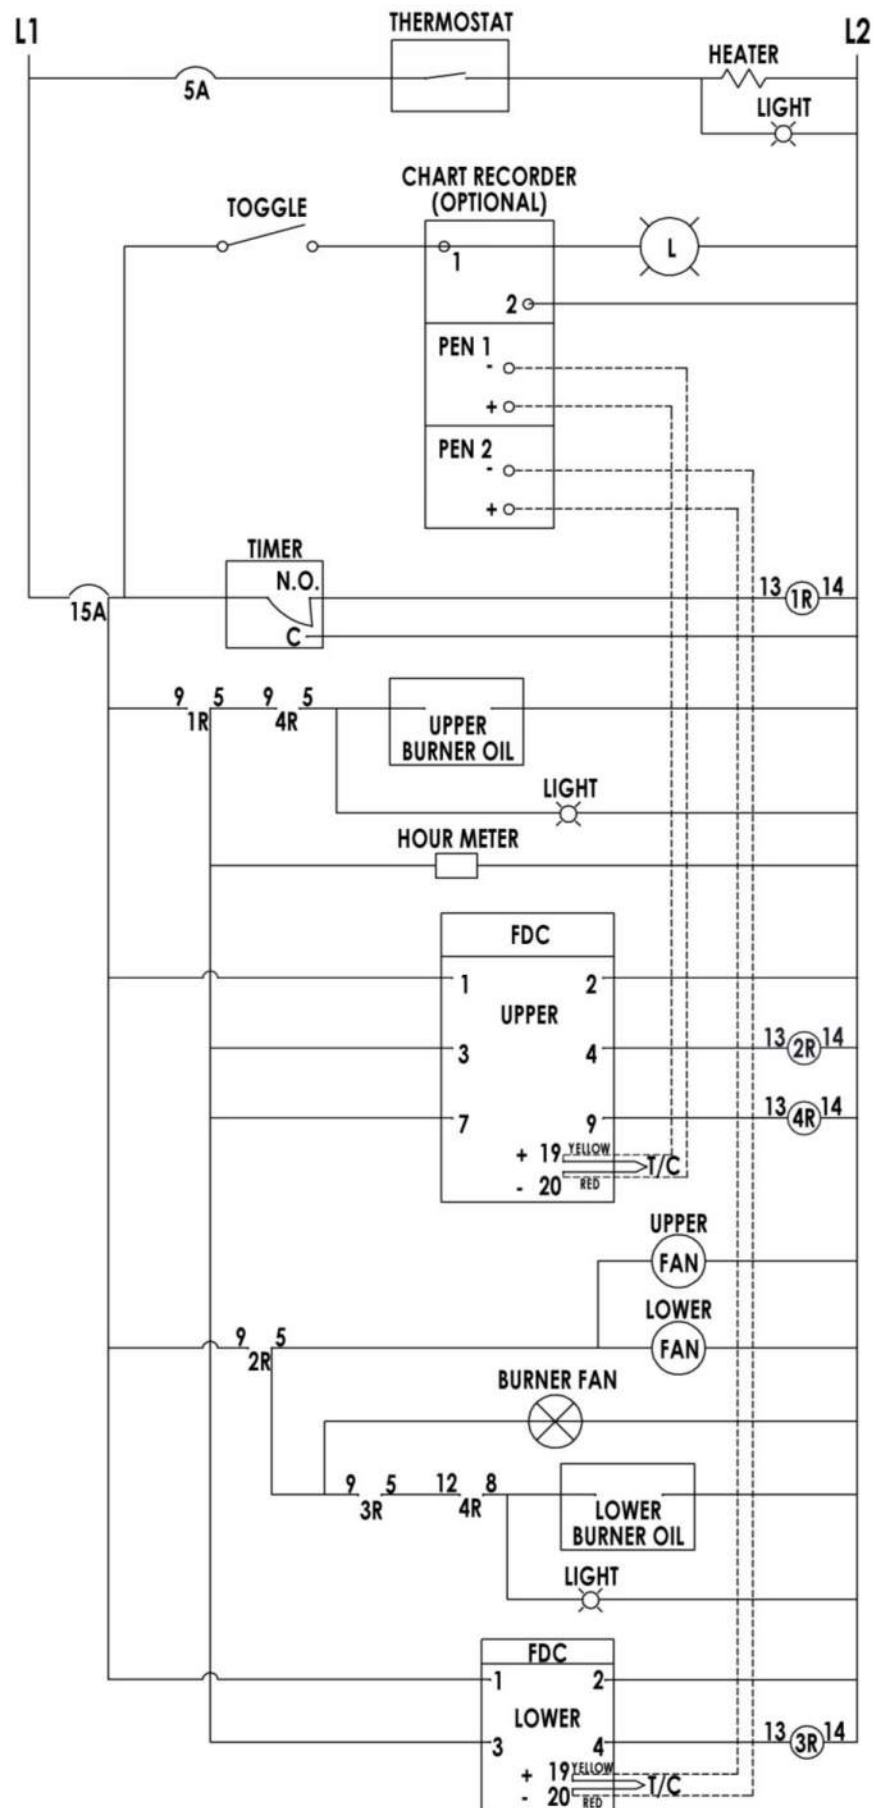 THERMOSTAT
L1
L2
HEATER
5A
LIGHT
CHART RECORDER
(OPTIONAL)
TOGGLE
1
L
2
PEN 1
-
+
PEN 2
-
+
TIMER
N.O.
13 1R 14
15A
C
9 5 9 5
1R 4R
UPPER
BURNER OIL
LIGHT
HOUR METER
FDC
1 2
UPPER
3 4
13 2R 14
7 9
13 4R 14
+ 19 YELLOW
T/C
- 20 RED
UPPER
FAN
LOWER
FAN
9 5
2R
BURNER FAN
9 5 12 8
3R 4R
LOWER
BURNER OIL
LIGHT
FDC
1 2
LOWER
3 4
13 3R 14
+ 19 YELLOW
T/C
- 20 RED